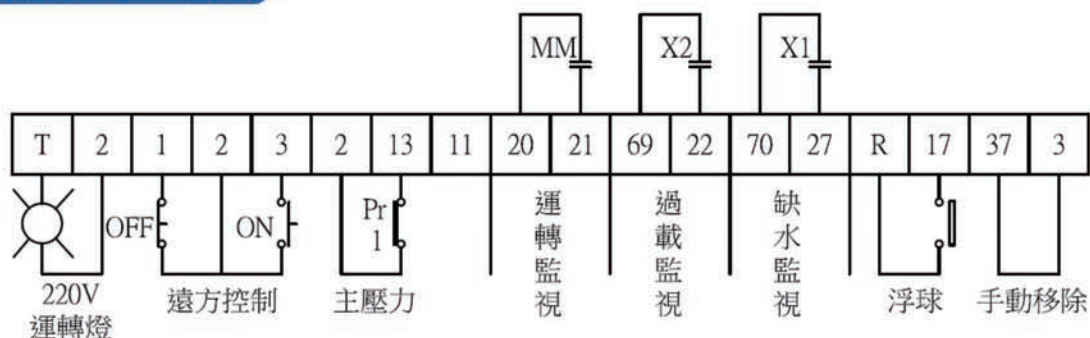 MM
X2
X1
T 2 1 2 3 2 13 11 20 21 69 22 70 27 R 17 37 3
OFF
ON
Pr
1
220V
運轉燈
遠方控制
主壓力
運轉監視
過載監視
缺水監視
浮球
手動移除